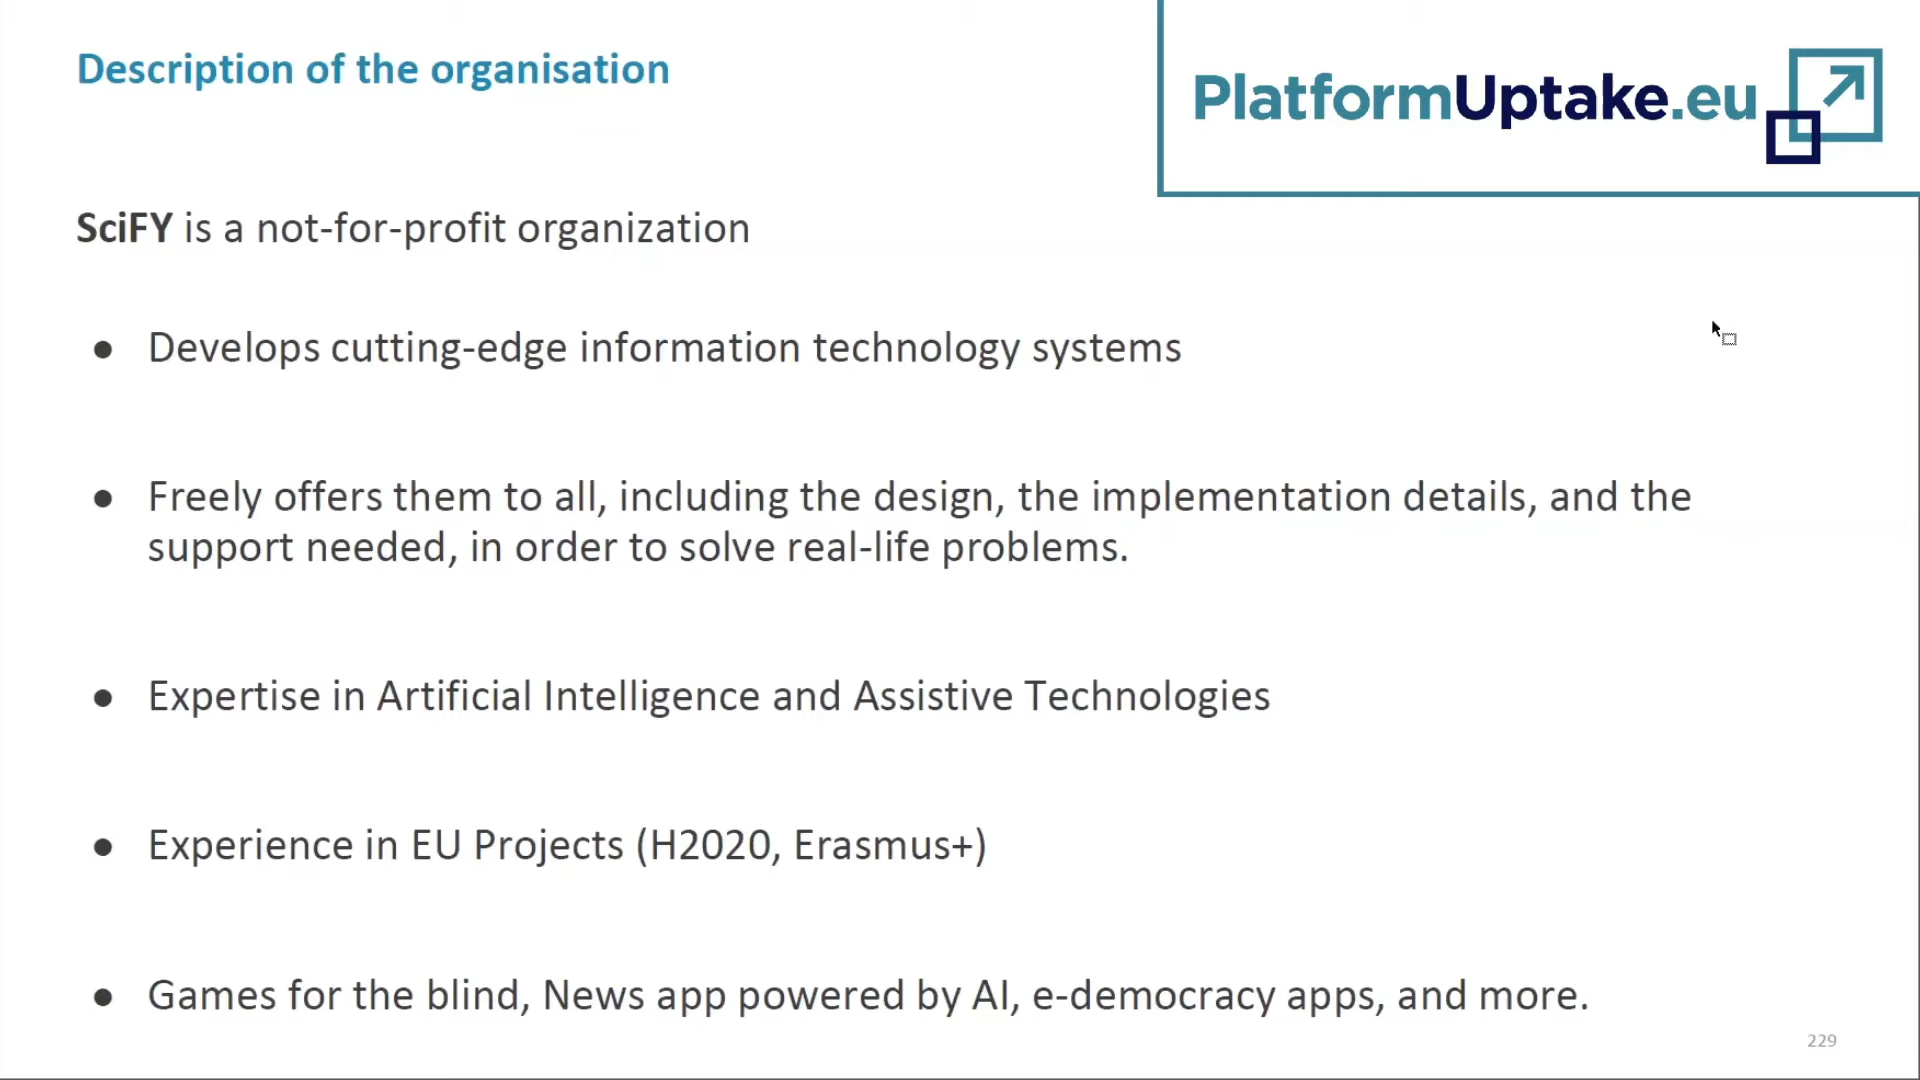 Description of the organisation
PlatformUptake.eu
SciFY is a not-for-profit organization
● Develops cutting-edge information technology systems
● Freely offers them to all, including the design, the implementation details, and the
support needed, in order to solve real-life problems.
● Expertise in Artificial Intelligence and Assistive Technologies
● Experience in EU Projects (H2020, Erasmus+)
● Games for the blind, News app powered by AI, e-democracy apps, and more.
229